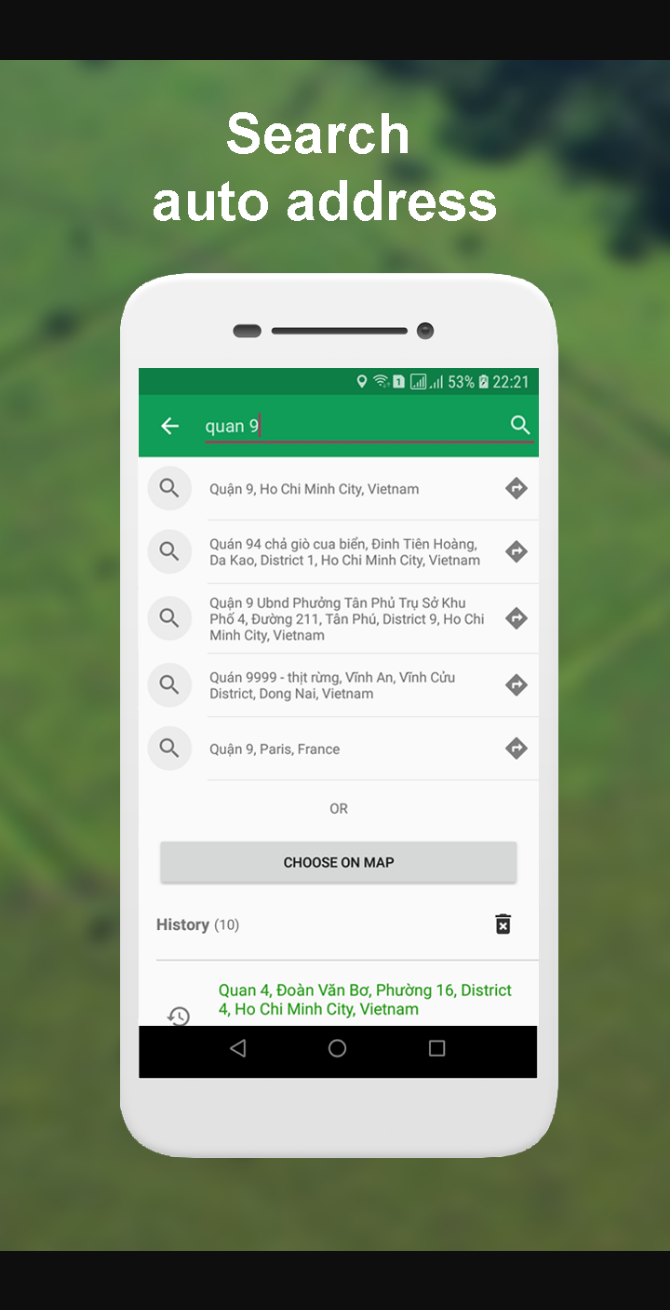 Search
auto address
53% 22:21
quan 9
Quận 9, Ho Chi Minh City, Vietnam
Quán 94 chả giò cua biển, Đinh Tiên Hoàng,
Da Kao, District 1, Ho Chi Minh City, Vietnam
Quận 9 Ubnd Phưởng Tân Phủ Trụ Sở Khu
Phố 4, Đường 211, Tân Phú, District 9, Ho Chi
Minh City, Vietnam
Quán 9999 - thịt rừng, Vĩnh An, Vĩnh Cửu
District, Dong Nai, Vietnam
Quận 9, Paris, France
OR
CHOOSE ON MAP
History (10)
Quan 4, Đoàn Văn Bơ, Phường 16, District
4, Ho Chi Minh City, Vietnam